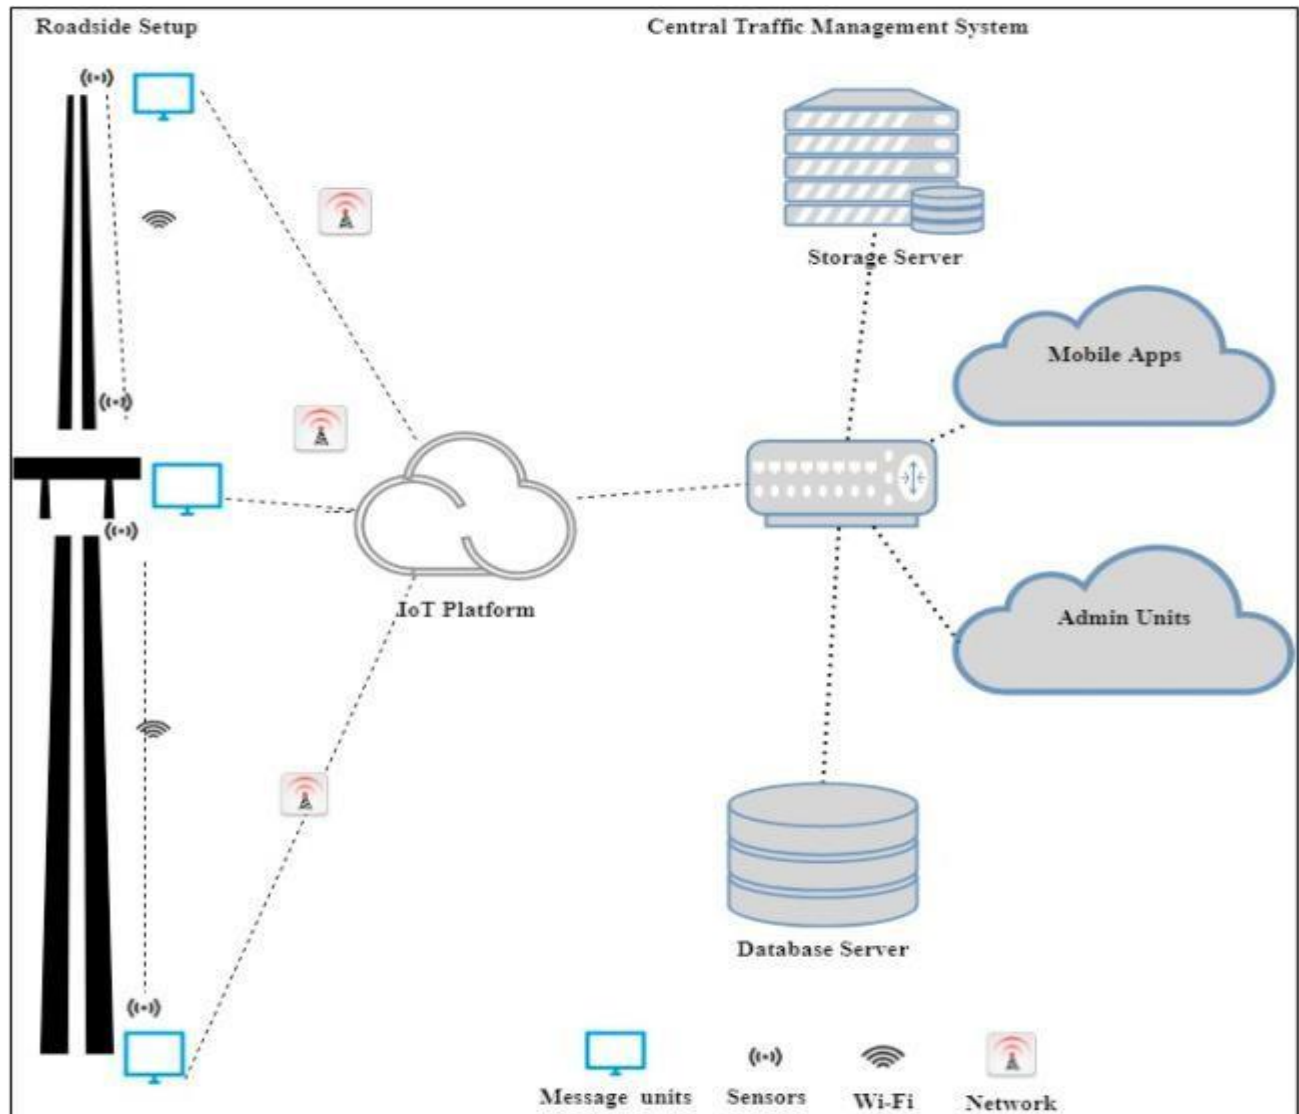 Roadside Setup
Central Traffic Management System
Storage Server
Mobile Apps
IoT Platform
Admin Units
Database Server
Message units
Sensors
Wi-Fi
Network